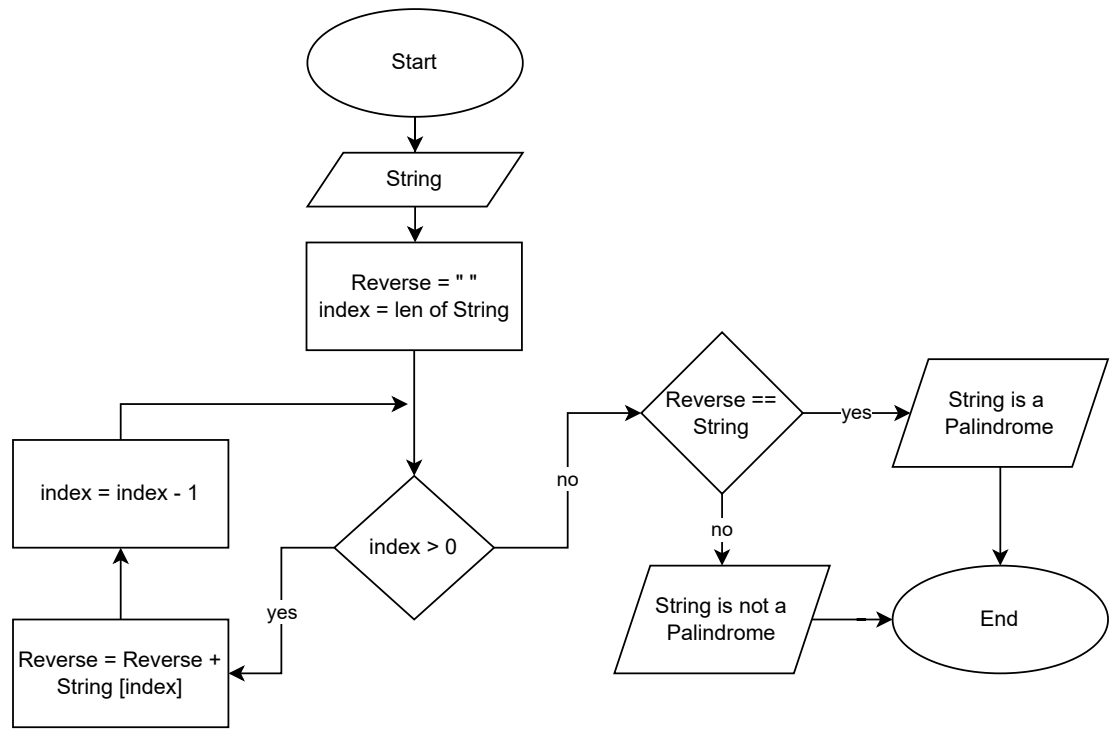 Start
String
Reverse = " "
index = len of String
index > 0
yes
Reverse = Reverse +
String [index]
index = index - 1
no
Reverse ==
String
yes
String is a
Palindrome
no
String is not a
Palindrome
End